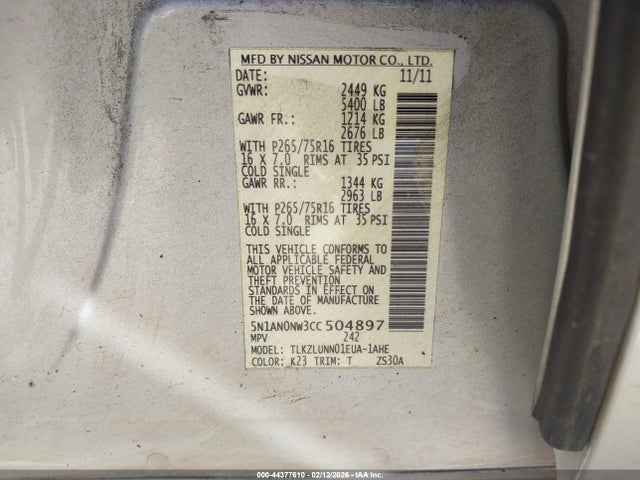 MFD BY NISSAN MOTOR CO., LTD.
DATE: 11/11
GVWR: 2449 KG
5400 LB
GAWR FR.: 1214 KG
2676 LB
WITH P265/75R16 TIRES
16 X 7.0 RIMS AT 35 PSI
COLD SINGLE
GAWR RR.: 1344 KG
2963 LB
WITH P265/75R16 TIRES
16 X 7.0 RIMS AT 35 PSI
COLD SINGLE
THIS VEHICLE CONFORMS TO
ALL APPLICABLE FEDERAL
MOTOR VEHICLE SAFETY AND
THEFT PREVENTION
STANDARDS IN EFFECT ON
THE DATE OF MANUFACTURE
SHOWN ABOVE.
5N1AN0NW3CC504897
MPV 242
MODEL: TLKZLUNN01EUA-1AHE
COLOR: K23 TRIM: T ZS30A
000-44377610 - 02/12/2026 - IAAHC